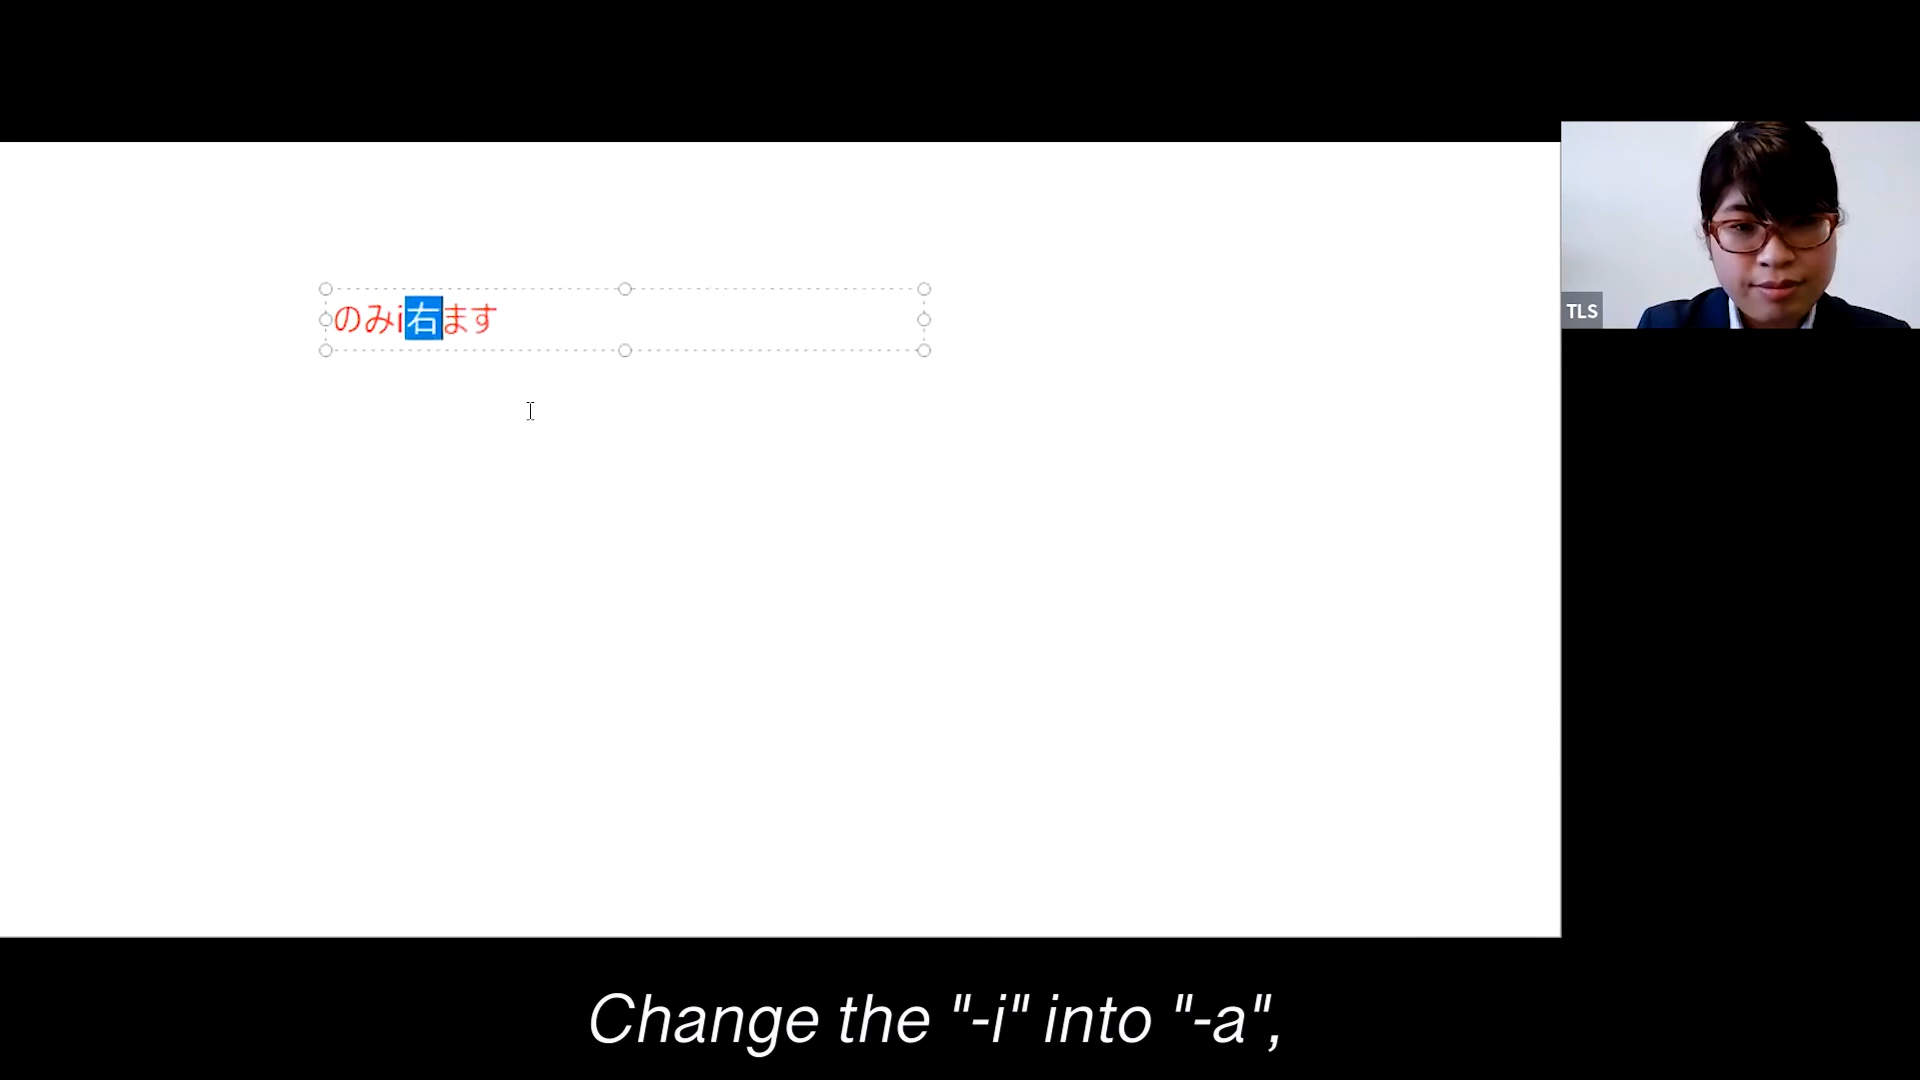 のみi右ます
TLS
Change the "-i" into "-a",